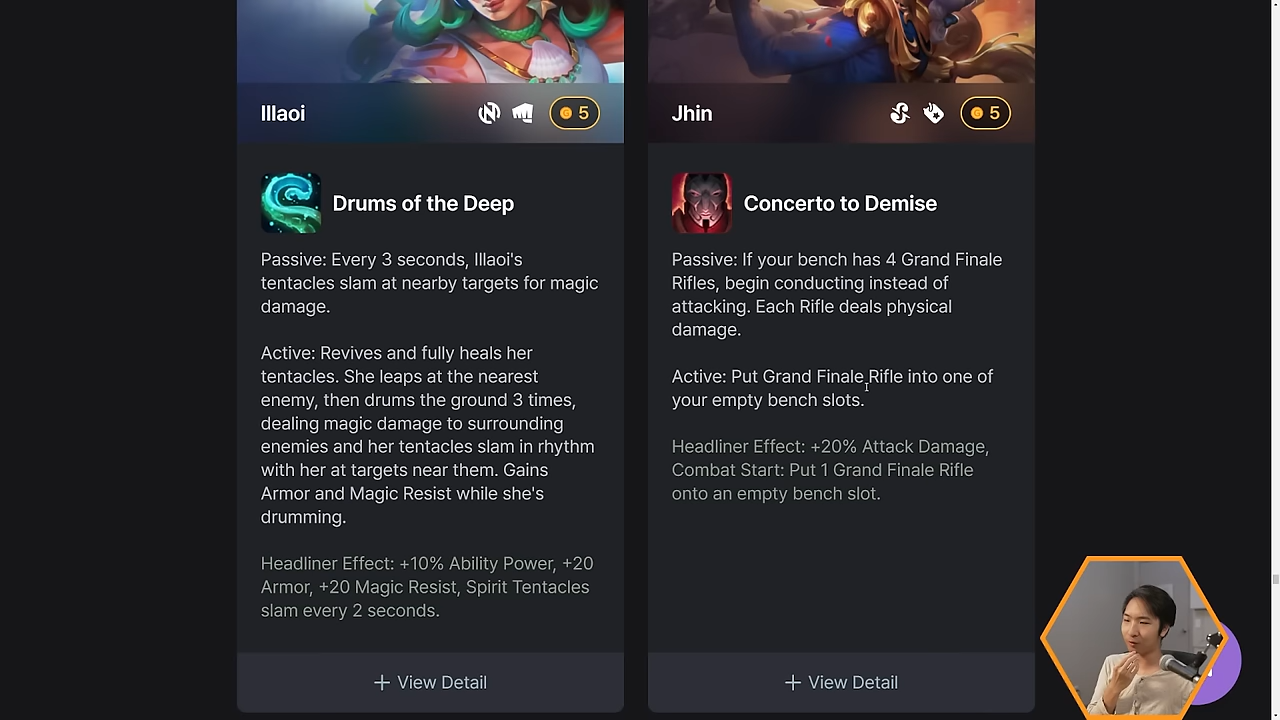 Illaoi
5
Drums of the Deep
Passive: Every 3 seconds, Illaoi's
tentacles slam at nearby targets for magic
damage.
Active: Revives and fully heals her
tentacles. She leaps at the nearest
enemy, then drums the ground 3 times,
dealing magic damage to surrounding
enemies and her tentacles slam in rhythm
with her at targets near them. Gains
Armor and Magic Resist while she's
drumming.
Headliner Effect: +10% Ability Power, +20
Armor, +20 Magic Resist, Spirit Tentacles
slam every 2 seconds.
+ View Detail
Jhin
5
Concerto to Demise
Passive: If your bench has 4 Grand Finale
Rifles, begin conducting instead of
attacking. Each Rifle deals physical
damage.
Active: Put Grand Finale Rifle into one of
your empty bench slots.
Headliner Effect: +20% Attack Damage,
Combat Start: Put 1 Grand Finale Rifle
onto an empty bench slot.
+ View Detail